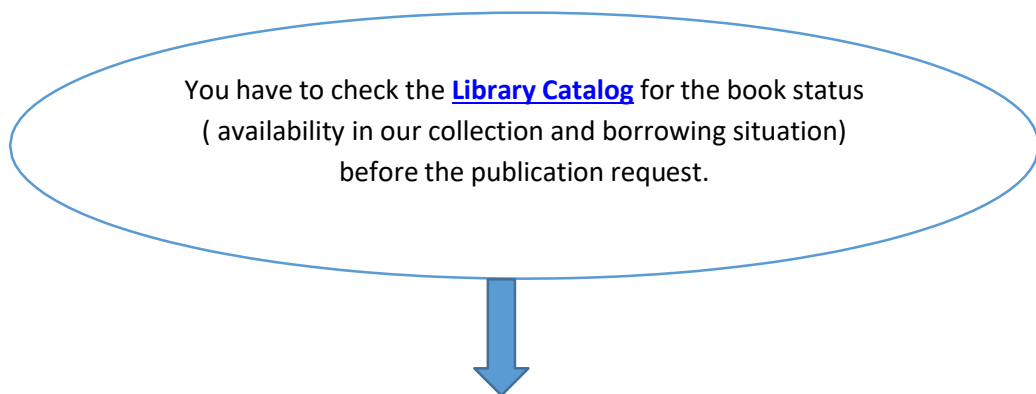 You have to check the Library Catalog for the book status
( availability in our collection and borrowing situation)
before the publication request.